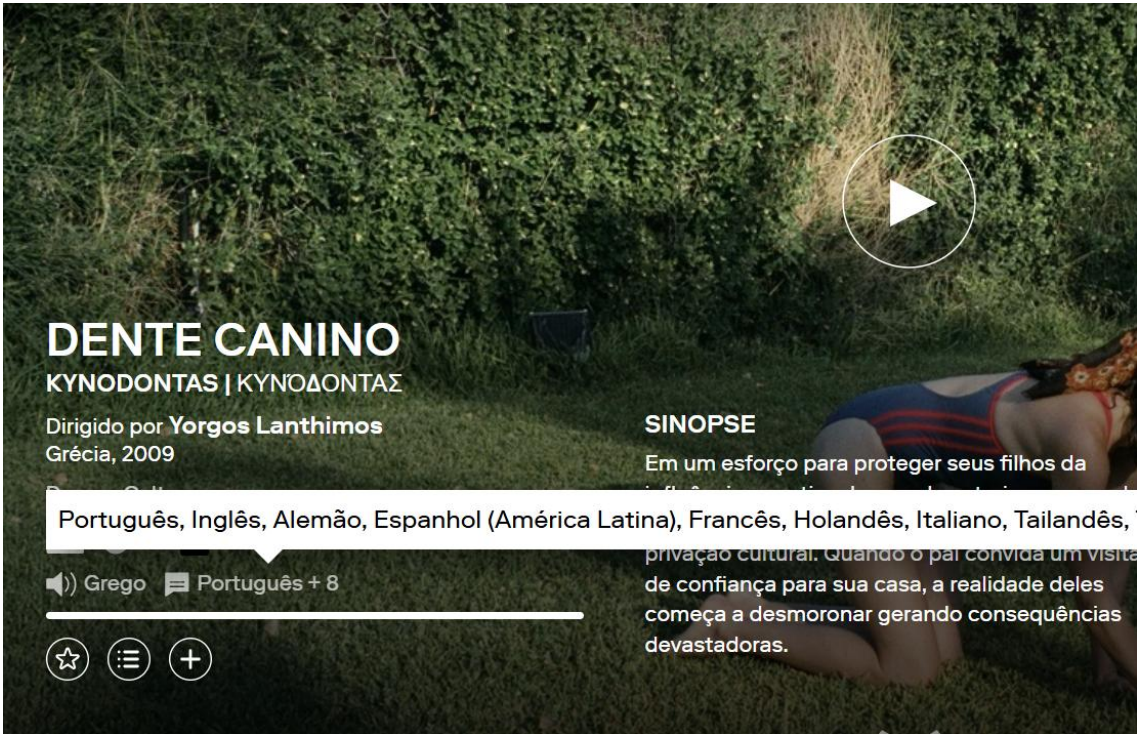 DENTE CANINO
KYNODONTAS | ΚΥΝΌΔΟΝΤΑΣ
Dirigido por Yorgos Lanthimos
Grécia, 2009
SINOPSE
Em um esforço para proteger seus filhos da
Português, Inglês, Alemão, Espanhol (América Latina), Francês, Holandês, Italiano, Tailandês,
privação cultural. Quando o pai convida um visita
Grego Português + 8
de confiança para sua casa, a realidade deles
começa a desmoronar gerando consequências
devastadoras.